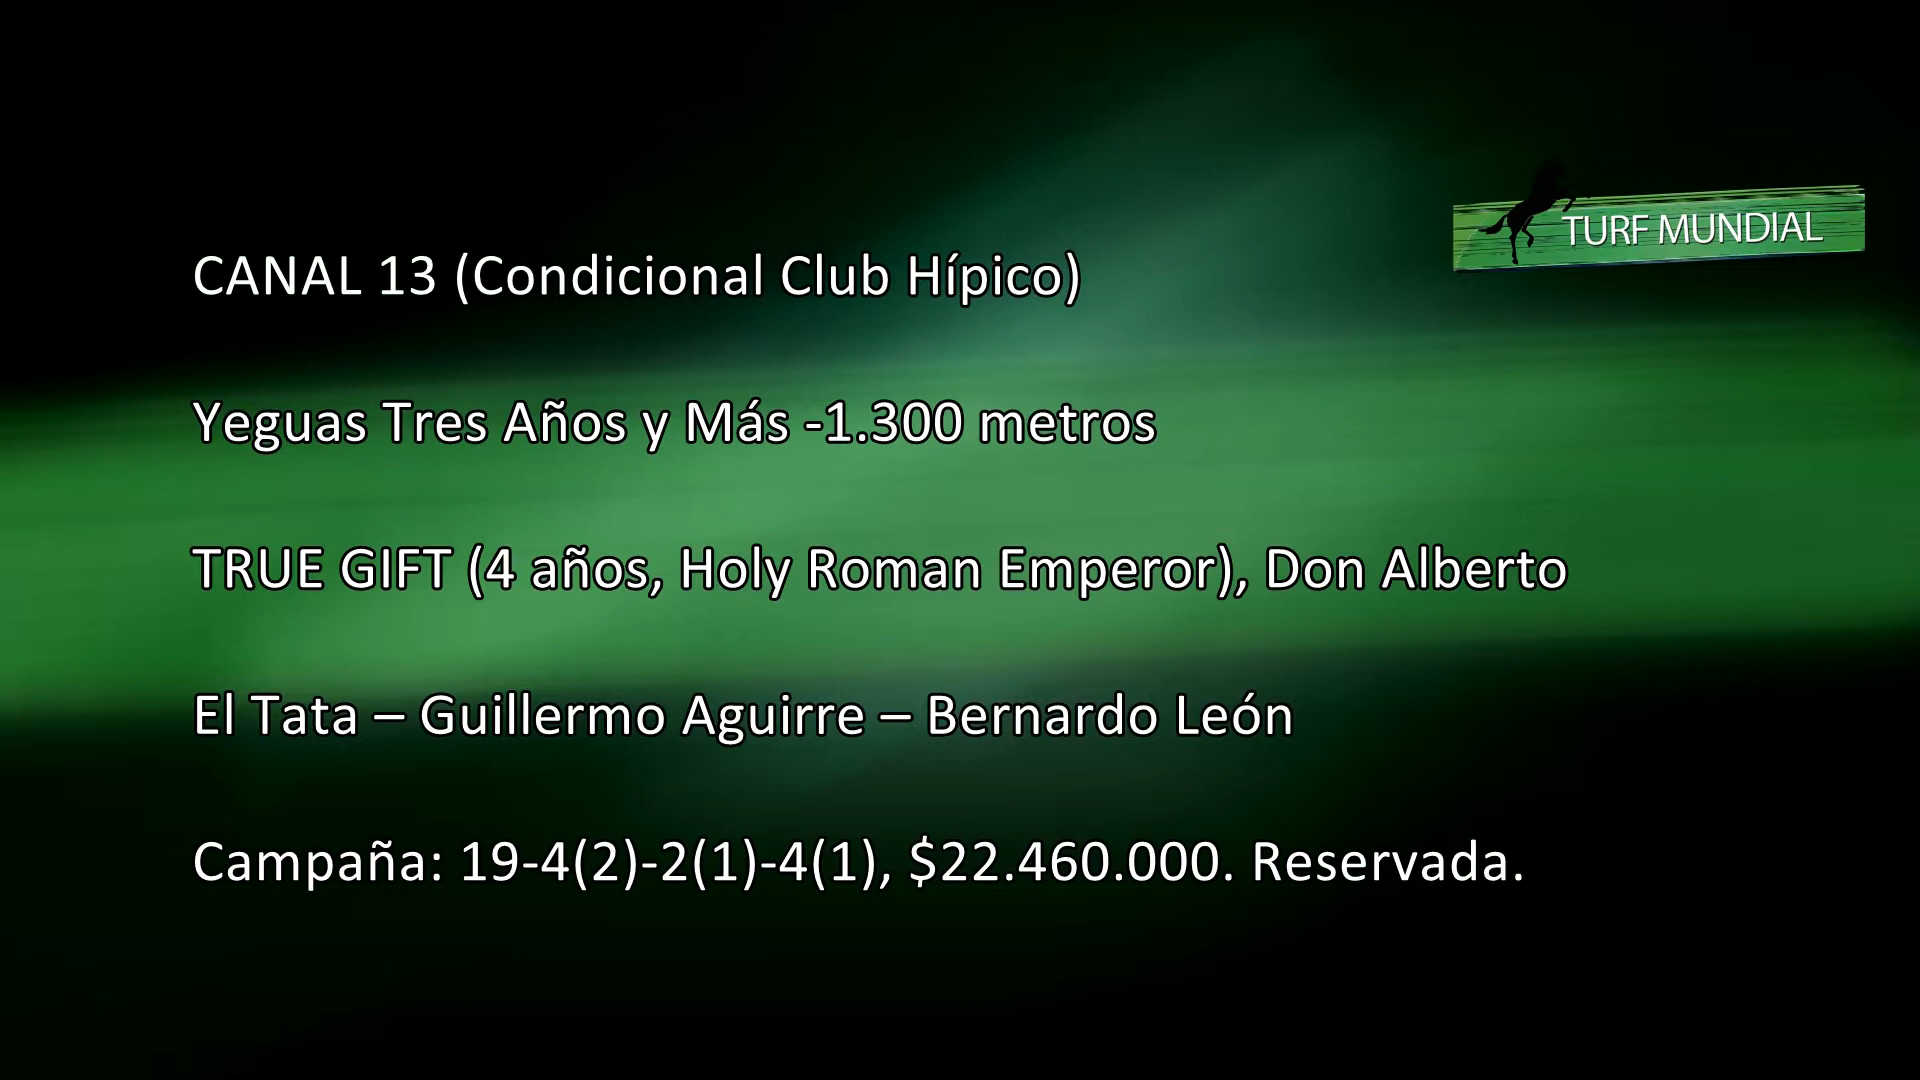 TURF MUNDIAL
CANAL 13 (Condicional Club Hípico)
Yeguas Tres Años y Más -1.300 metros
TRUE GIFT (4 años, Holy Roman Emperor), Don Alberto
El Tata – Guillermo Aguirre – Bernardo León
Campaña: 19-4(2)-2(1)-4(1), $22.460.000. Reservada.